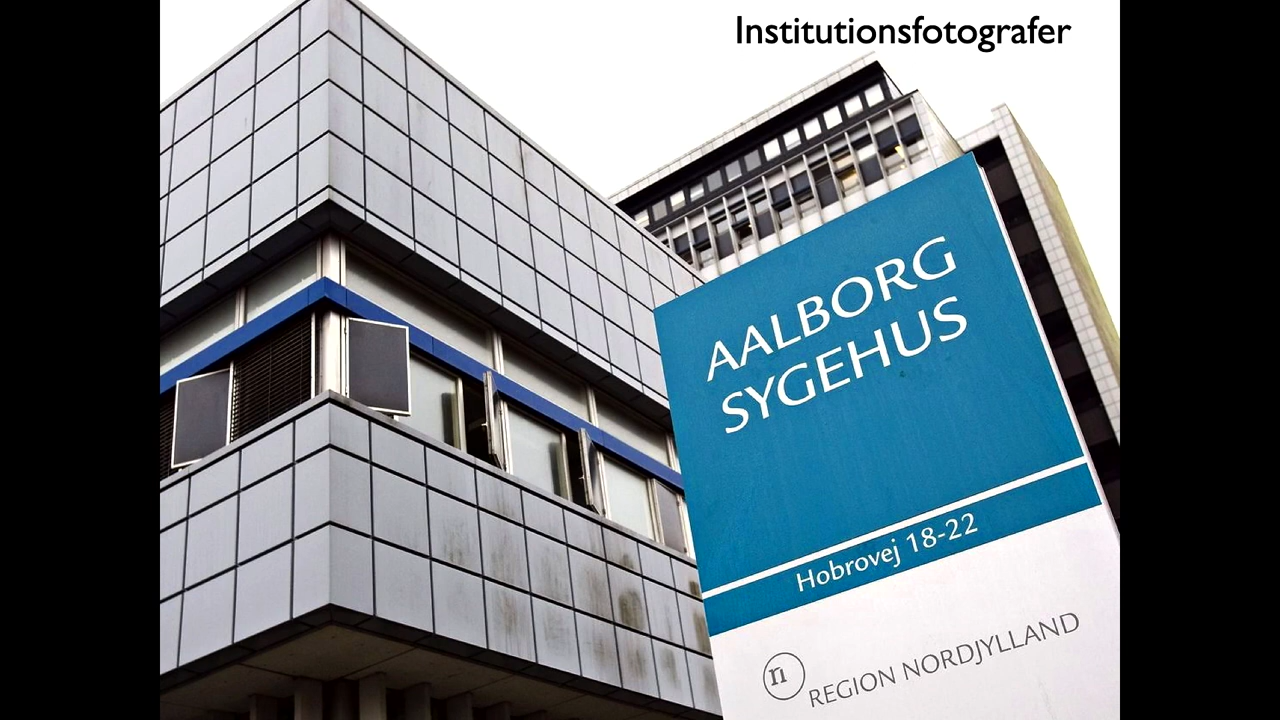 Institutionsfotografer
AALBORG
SYGEHUS
Hobrovej 18-22
n
REGION NORDJYLLAND